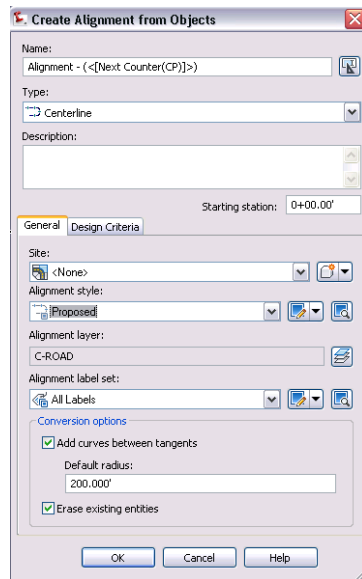 Create Alignment from Objects
Name:
Alignment - (<[Next Counter(CP)]>)
Type:
Centerline
Description:
Starting station: 0+00.00'
General Design Criteria
Site:
<None>
Alignment style:
Proposed
Alignment layer:
C-ROAD
Alignment label set:
All Labels
Conversion options
Add curves between tangents
Default radius:
200.000'
Erase existing entities
OK Cancel Help